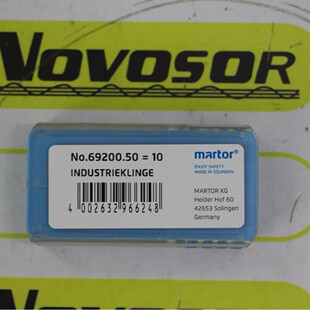 NOVOSOR
No.69200.50 = 10
INDUSTRIEKLINGE
4 002632 966248
martor®
ENJOY SAFETY
MADE IN SOLINGEN
MARTOR KG
Heider Hof 60
42653 Solingen
Germany